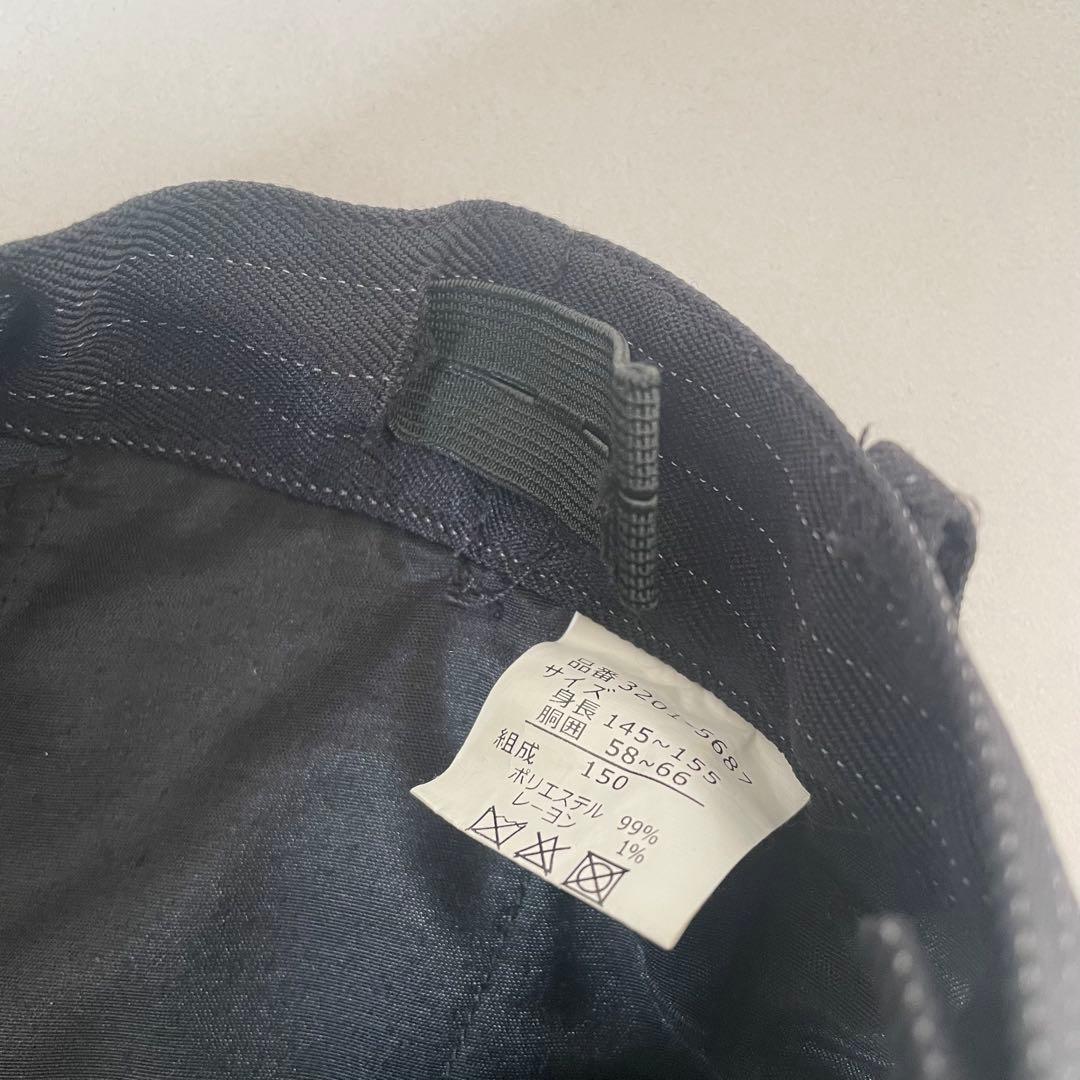 品番 3201-5687
サイズ
身長 145~155
胴囲 58~66
150
組成
ポリエステル 99%
レーヨン 1%